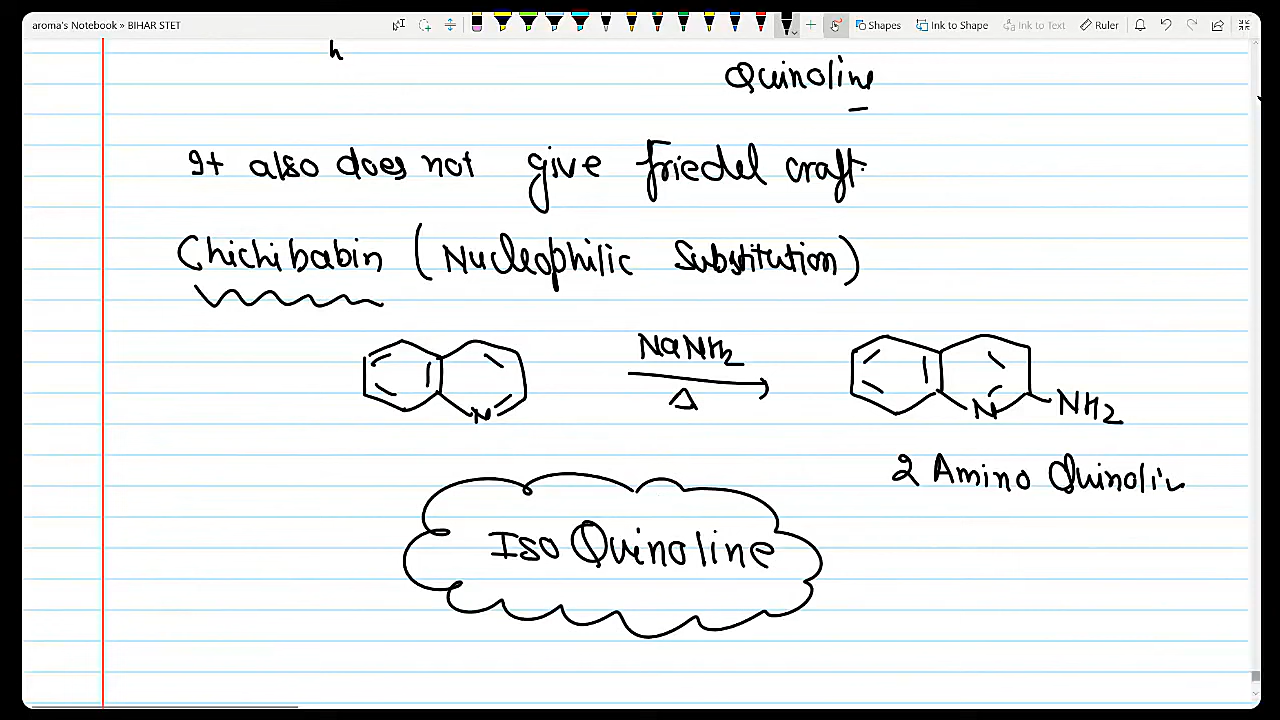 aroma's Notebook » BIHAR STET
Shapes
Ink to Shape
Ink to Text
Ruler
h
Quinoline
It also does not give friedel craft.
Chichibabin (Nucleophilic Substitution)
NaNH2
Δ
N
N
NH2
2 Amino Quinolin
Iso Quinoline